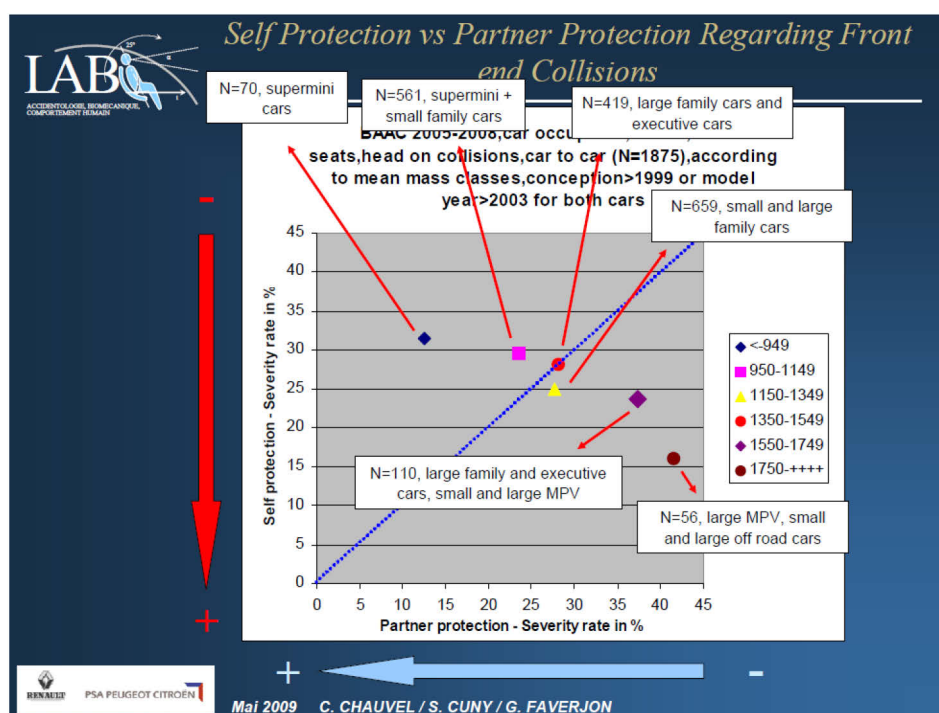 Self Protection vs Partner Protection Regarding Front
end Collisions
LAB
25°
ACCIDENTOLOGIE, BIOMECANIQUE,
COMPORTEMENT HUMAIN
N=70, supermini
cars
N=561, supermini +
small family cars
N=419, large family cars and
executive cars
BAAC 2005-2008,car
seats,head on collisions,car to car (N=1875),according
to mean mass classes,conception>1999 or model
year>2003 for both cars
N=659, small and large
family cars
-
+
Self protection - Severity rate in %
45
40
35
30
25
20
15
10
5
0
<-949
950-1149
1150-1349
1350-1549
1550-1749
1750-++++
N=110, large family and executive
cars, small and large MPV
N=56, large MPV, small
and large off road cars
0 5 10 15 20 25 30 35 40 45
Partner protection - Severity rate in %
+ -
RENAULT
PSA PEUGEOT CITROËN
Mai 2009 C. CHAUVEL / S. CUNY / G. FAVERJON